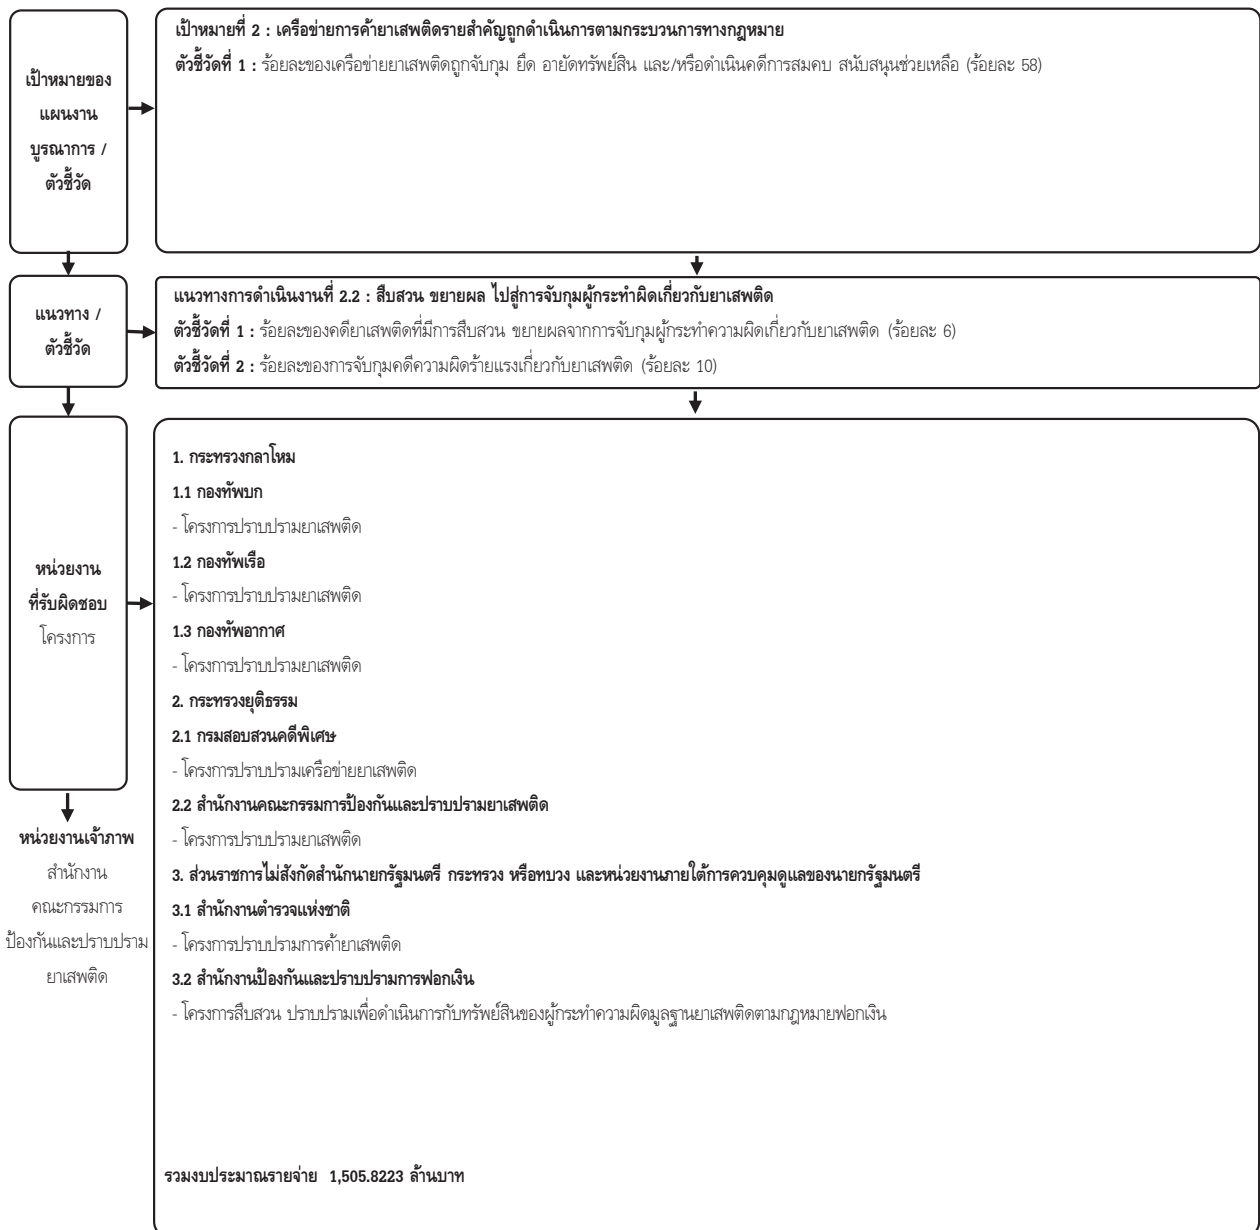 เป้าหมายของ
แผนงาน
บูรณาการ /
ตัวชี้วัด
เป้าหมายที่ 2 : เครือข่ายการค้ายาเสพติดรายสำคัญถูกดำเนินการตามกระบวนการทางกฎหมาย
ตัวชี้วัดที่ 1 : ร้อยละของเครือข่ายยาเสพติดถูกจับกุม ยึด อายัดทรัพย์สิน และ/หรือดำเนินคดีการสมคบ สนับสนุนช่วยเหลือ (ร้อยละ 58)
แนวทาง /
ตัวชี้วัด
แนวทางการดำเนินงานที่ 2.2 : สืบสวน ขยายผล ไปสู่การจับกุมผู้กระทำผิดเกี่ยวกับยาเสพติด
ตัวชี้วัดที่ 1 : ร้อยละของคดียาเสพติดที่มีการสืบสวน ขยายผลจากการจับกุมผู้กระทำความผิดเกี่ยวกับยาเสพติด (ร้อยละ 6)
ตัวชี้วัดที่ 2 : ร้อยละของการจับกุมคดีความผิดร้ายแรงเกี่ยวกับยาเสพติด (ร้อยละ 10)
หน่วยงาน
ที่รับผิดชอบ
โครงการ
1. กระทรวงกลาโหม
1.1 กองทัพบก
- โครงการปราบปรามยาเสพติด
1.2 กองทัพเรือ
- โครงการปราบปรามยาเสพติด
1.3 กองทัพอากาศ
- โครงการปราบปรามยาเสพติด
2. กระทรวงยุติธรรม
2.1 กรมสอบสวนคดีพิเศษ
- โครงการปราบปรามเครือข่ายยาเสพติด
2.2 สำนักงานคณะกรรมการป้องกันและปราบปรามยาเสพติด
- โครงการปราบปรามยาเสพติด
3. ส่วนราชการไม่สังกัดสำนักนายกรัฐมนตรี กระทรวง หรือทบวง และหน่วยงานภายใต้การควบคุมดูแลของนายกรัฐมนตรี
3.1 สำนักงานตำรวจแห่งชาติ
- โครงการปราบปรามการค้ายาเสพติด
3.2 สำนักงานป้องกันและปราบปรามการฟอกเงิน
- โครงการสืบสวน ปราบปรามเพื่อดำเนินการกับทรัพย์สินของผู้กระทำความผิดมูลฐานยาเสพติดตามกฎหมายฟอกเงิน
รวมงบประมาณรายจ่าย 1,505.8223 ล้านบาท
หน่วยงานเจ้าภาพ
สำนักงาน
คณะกรรมการ
ป้องกันและปราบปราม
ยาเสพติด